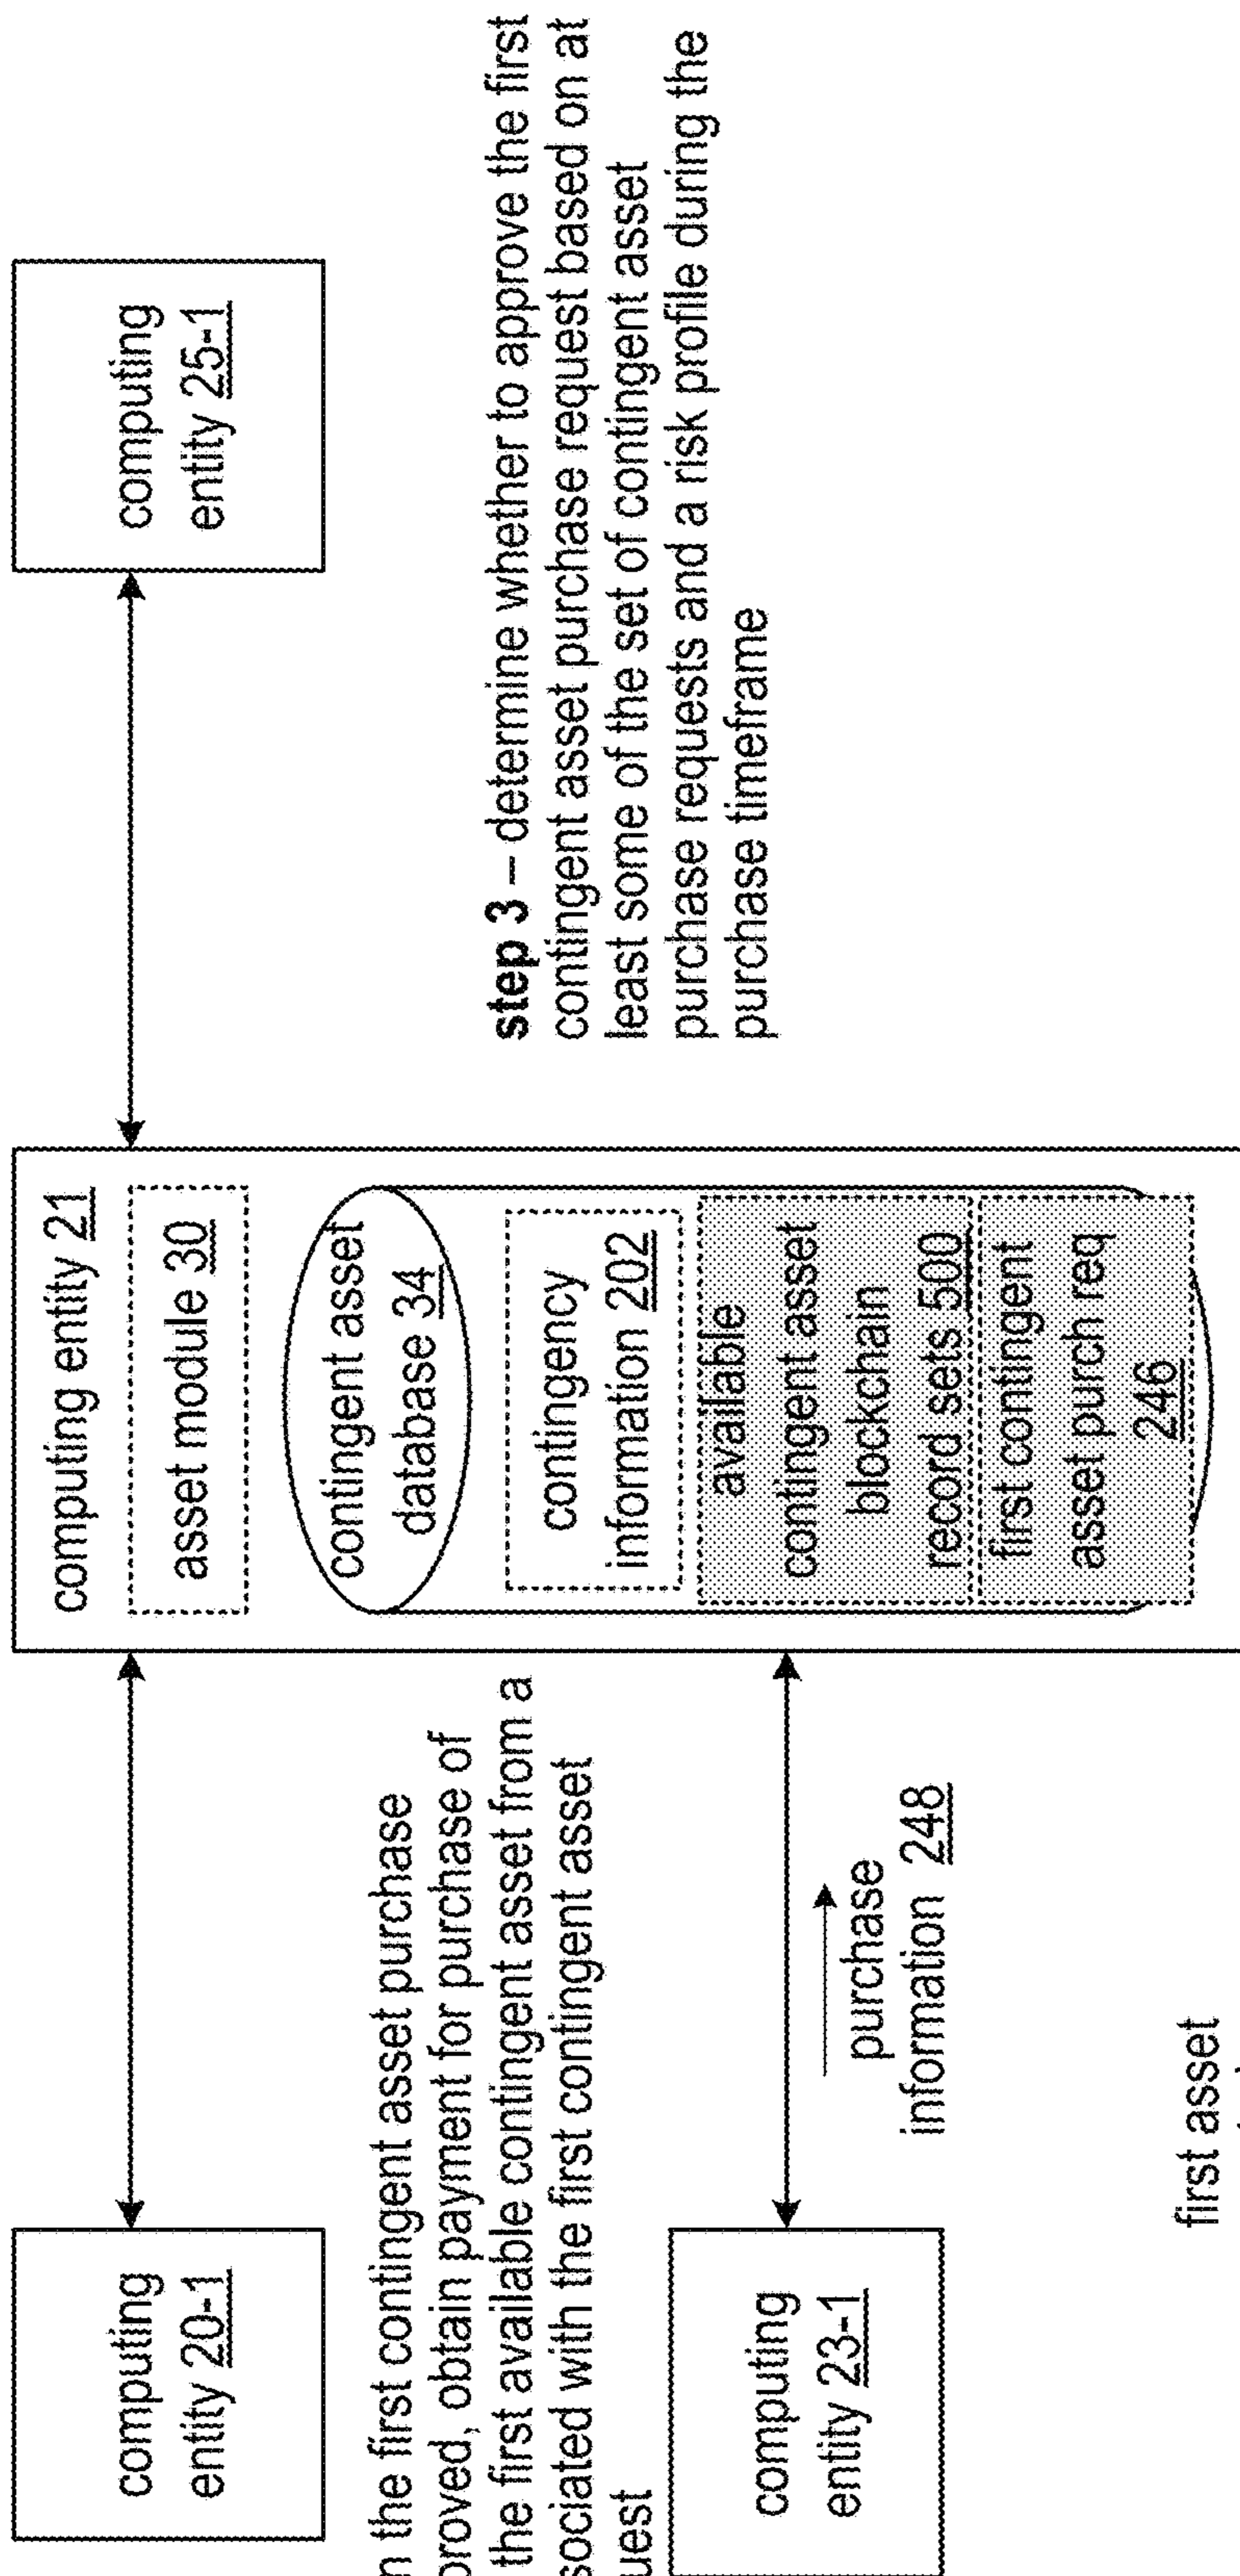 computing
entity 20-1
computing entity 21
asset module 30
computing
entity 25-1
contingent asset
database 34
contingency
information 202
available
contingent asset
blockchain
record sets 500
first contingent
asset purch req
246
step 3 – determine whether to approve the first
contingent asset purchase request based on at
least some of the set of contingent asset
purchase requests and a risk profile during the
purchase timeframe
the first contingent asset purchase
obtain payment for purchase of
the first available contingent asset from a
with the first contingent asset
computing
entity 23-1
purchase
information 248
first asset